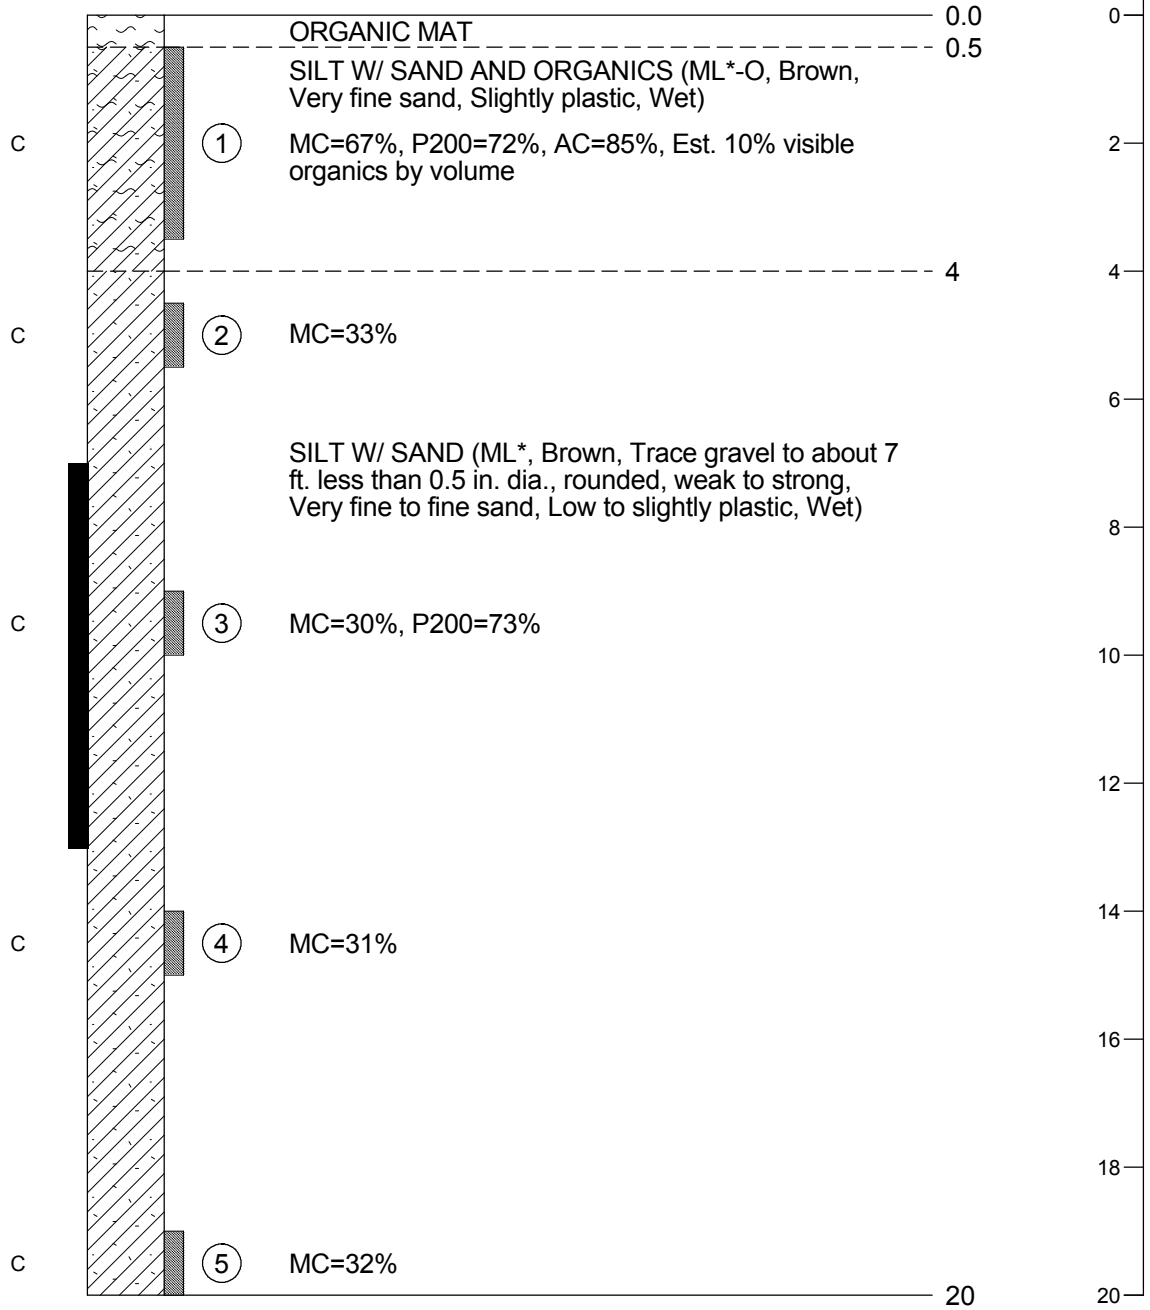 0.0
0
ORGANIC MAT
0.5
SILT W/ SAND AND ORGANICS (ML*-O, Brown,
Very fine sand, Slightly plastic, Wet)
C
1
MC=67%, P200=72%, AC=85%, Est. 10% visible
organics by volume
2
4
4
C
2
MC=33%
6
SILT W/ SAND (ML*, Brown, Trace gravel to about 7
ft. less than 0.5 in. dia., rounded, weak to strong,
Very fine to fine sand, Low to slightly plastic, Wet)
8
C
3
MC=30%, P200=73%
10
12
14
C
4
MC=31%
16
18
C
5
MC=32%
20
20